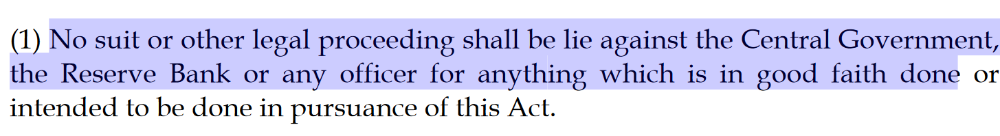 (1) No suit or other legal proceeding shall be lie against the Central Government,
the Reserve Bank or any officer for anything which is in good faith done or
intended to be done in pursuance of this Act.